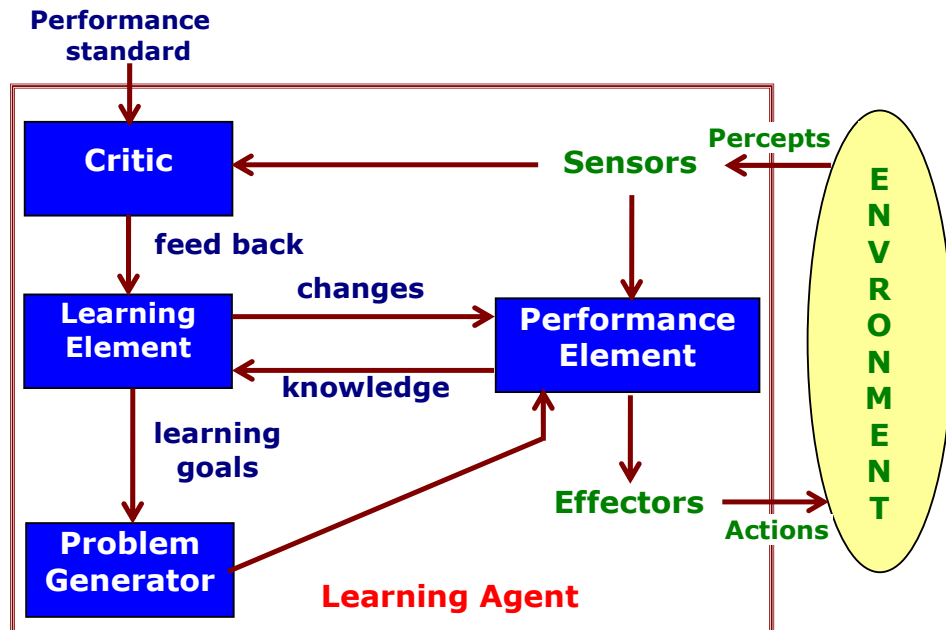 Performance
standard
Critic
Sensors
Percepts
feed back
changes
Learning
Element
Performance
Element
knowledge
learning
goals
Effectors
Actions
Problem
Generator
Learning Agent
E
N
V
R
O
N
M
E
N
T